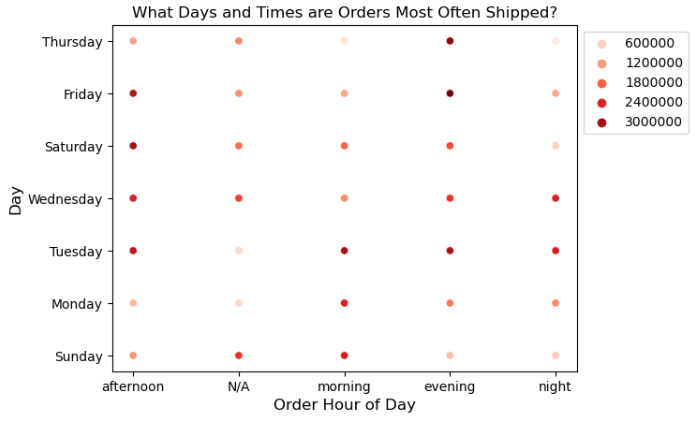 What Days and Times are Orders Most Often Shipped?
Thursday
Friday
Saturday
Wednesday
Tuesday
Monday
Sunday
Day
afternoon N/A morning evening night
Order Hour of Day
600000
1200000
1800000
2400000
3000000